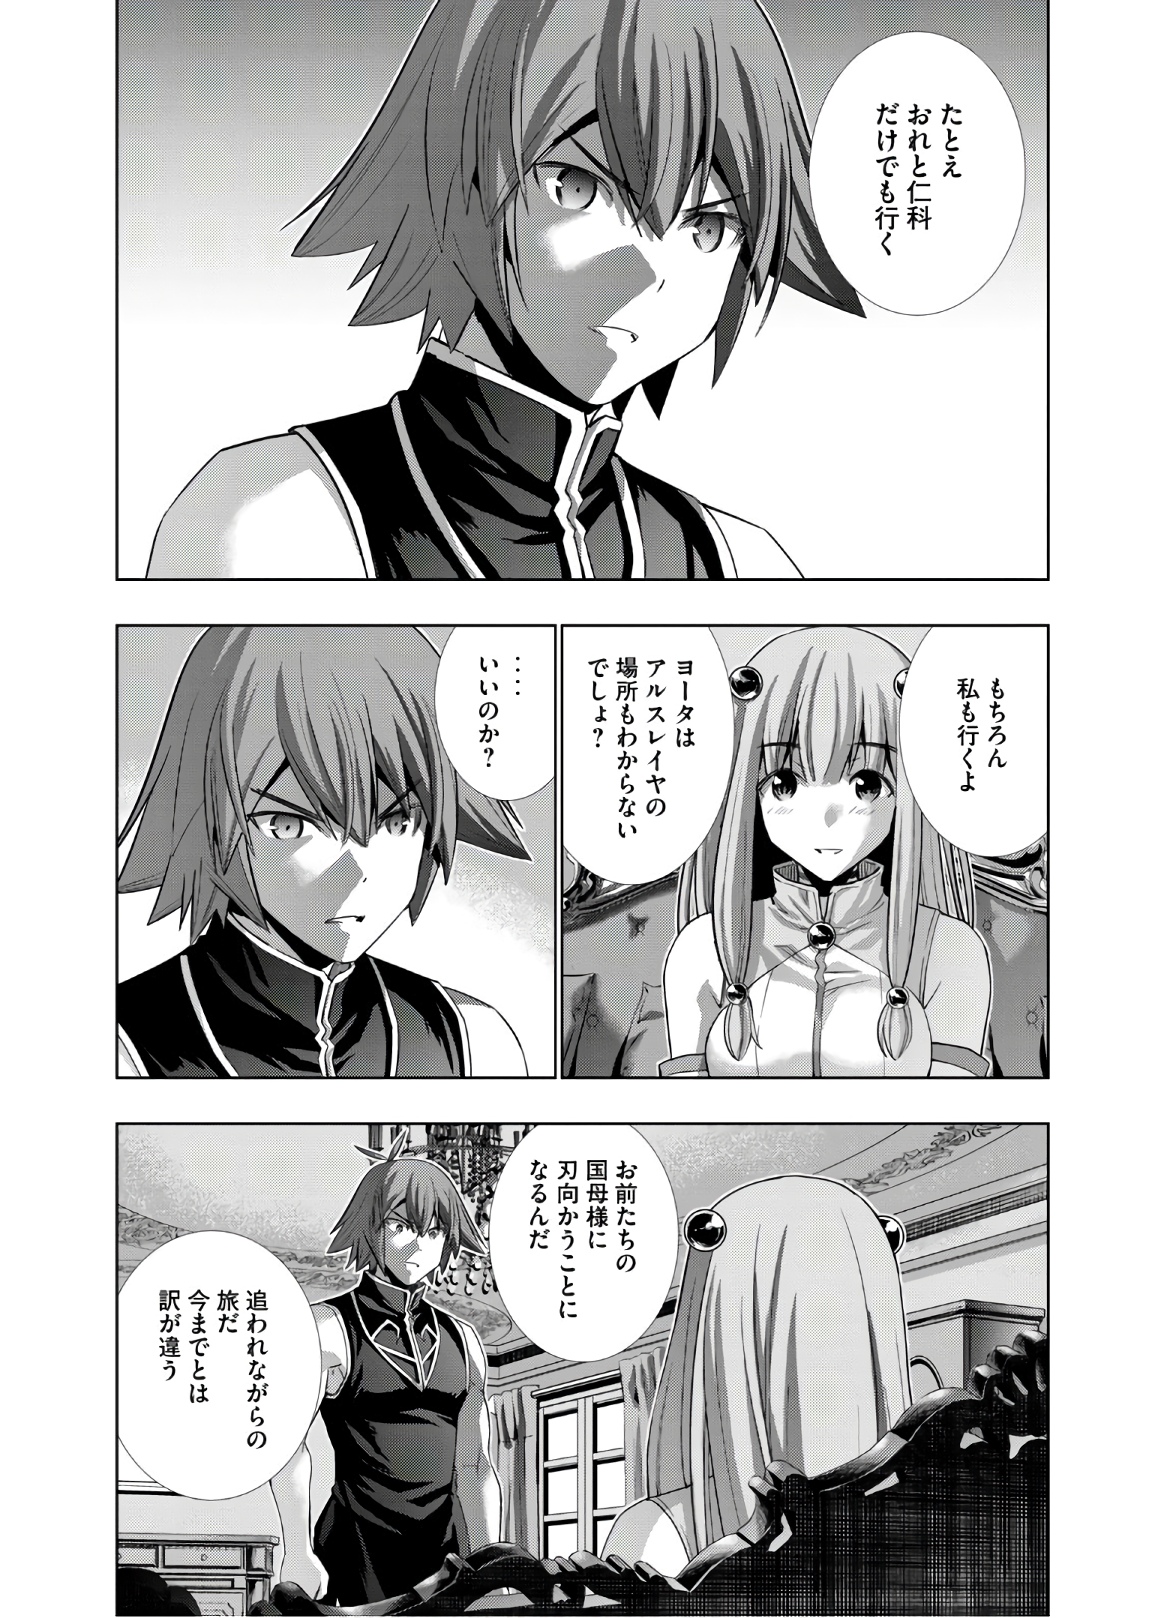 たとえ
おれと仁科
だけでも行く
もちろん
私も行くよ
ヨータは
アルスレイヤの
場所もわからない
でしょ？
‥‥
いいのか？
お前たちの
国母様に
刃向かうことに
なるんだ
追われながらの
旅だ
今までとは
訳が違う